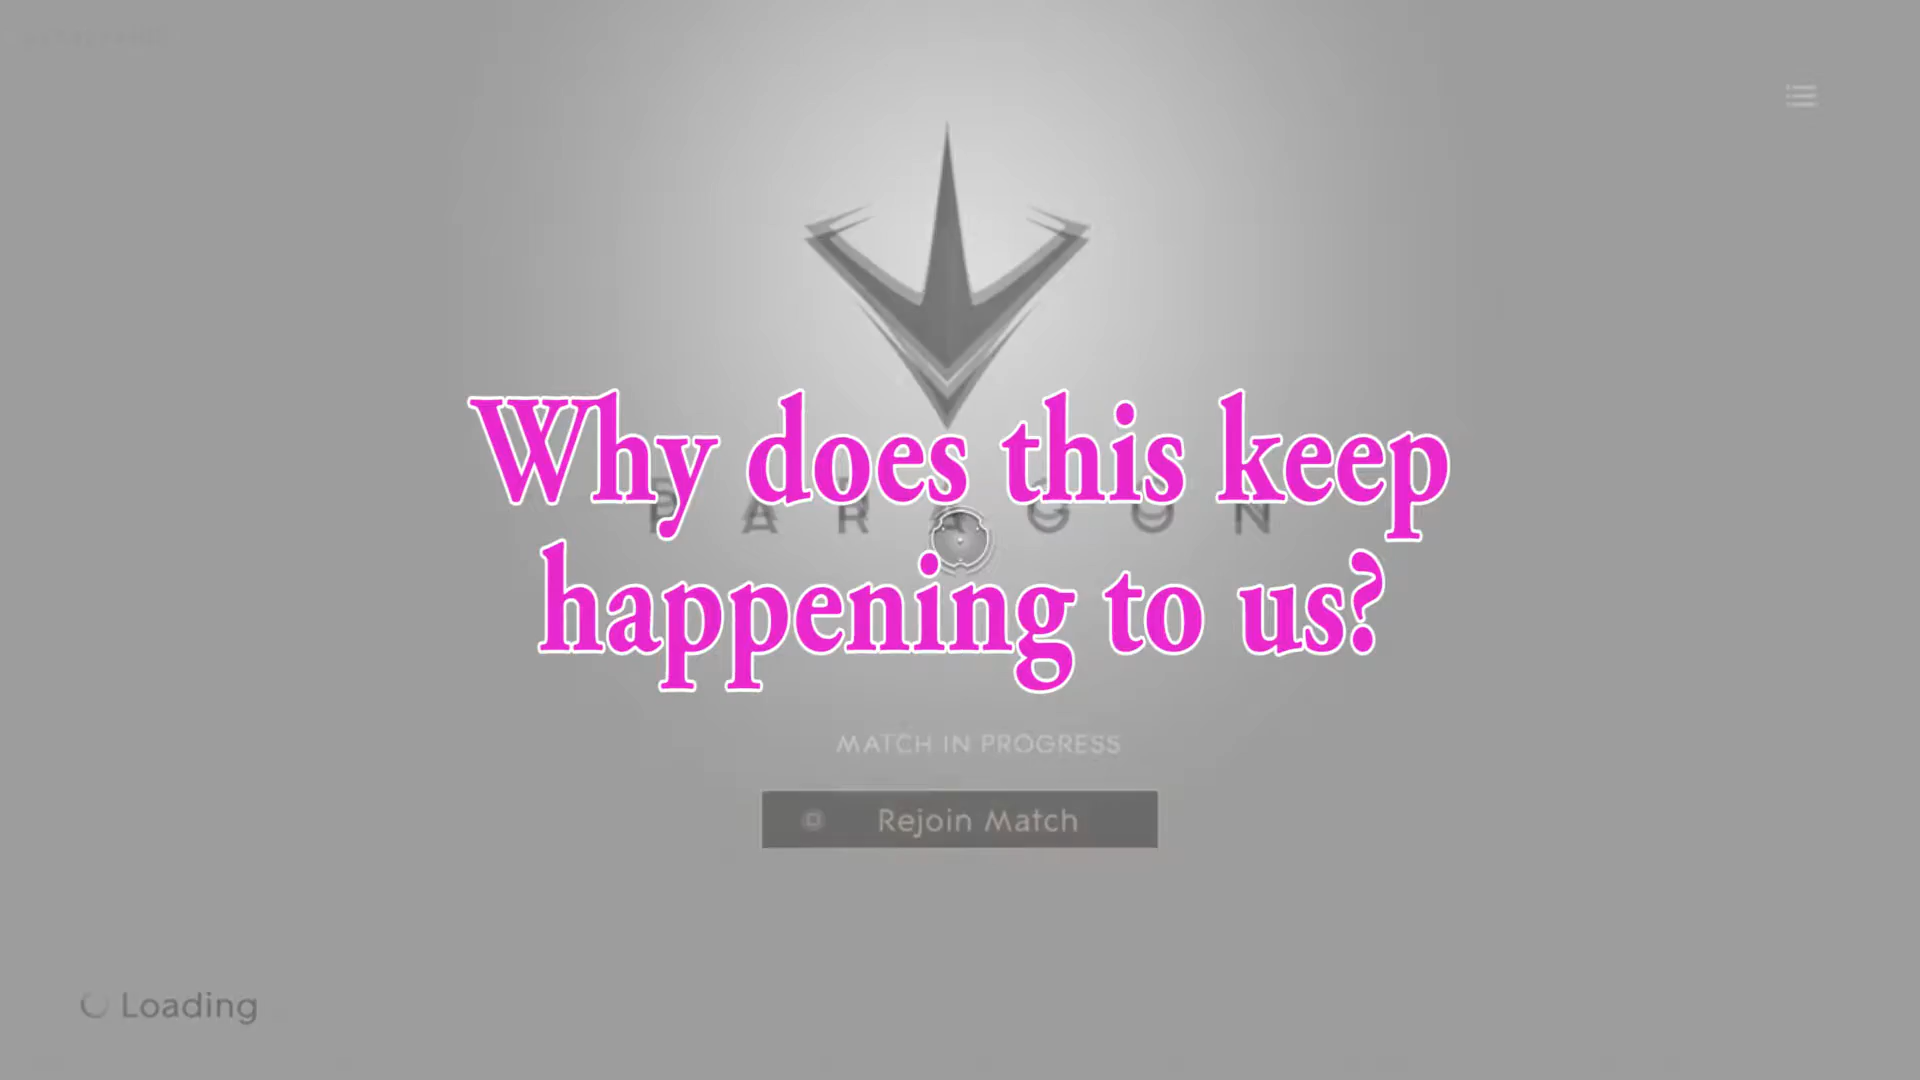 Why does this keep
PARAGON
happening to us?
MATCH IN PROGRESS
Rejoin Match
Loading